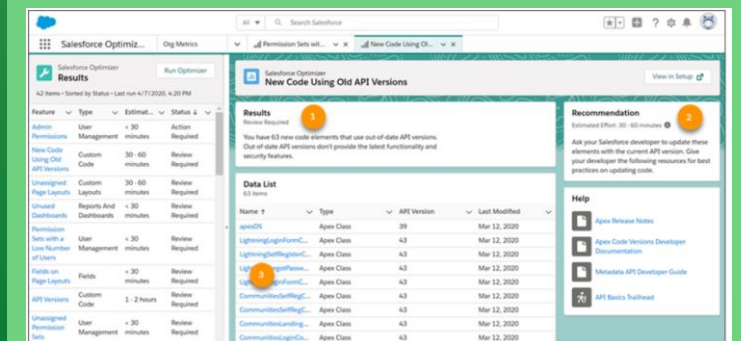 All
Search Salesforce
Salesforce Optimiz...
Org Metrics
Permission Sets wit...
New Code Using Ol...
Salesforce Optimizer
Results
Run Optimizer
42 items • Sorted by Status • Last run 4/7/2020, 4:20 PM
Feature Type Estimat... Status ↓
Admin Permissions
User Management
< 30 minutes
Action Required
New Code Using Old API Versions
Custom Code
30 - 60 minutes
Review Required
Unassigned Page Layouts
Custom Layouts
30 - 60 minutes
Review Required
Unused Dashboards
Reports And Dashboards
< 30 minutes
Review Required
Permission Sets with a Low Number of Users
User Management
< 30 minutes
Review Required
Fields on Page Layouts
Fields
< 30 minutes
Review Required
API Versions
Custom Code
1 - 2 hours
Review Required
Unassigned Permission Sets
User Management
< 30 minutes
Review Required
Salesforce Optimizer
New Code Using Old API Versions
View in Setup
Results
1
Review Required
You have 63 new code elements that use out-of-date API versions.
Out-of-date API versions don't provide the latest functionality and
security features.
Data List
63 items
Name ↑ Type API Version Last Modified
apexDS Apex Class 39 Mar 12, 2020
LightningLoginFormC... Apex Class 43 Mar 12, 2020
LightningSelfRegisterC... Apex Class 43 Mar 12, 2020
3
Apex Class 43 Mar 12, 2020
Apex Class 43 Mar 12, 2020
CommunitiesSelfRegC... Apex Class 43 Mar 12, 2020
CommunitiesSelfRegC... Apex Class 43 Mar 12, 2020
CommunitiesLanding... Apex Class 43 Mar 12, 2020
CommunitiesLoginCo... Apex Class 43 Mar 12, 2020
Recommendation
2
Estimated Effort: 30 - 60 minutes
Ask your Salesforce developer to update these
elements with the current API version. Give
your developer the following resources for best
practices on updating code.
Help
Apex Release Notes
Apex Code Versions Developer
Documentation
Metadata API Developer Guide
API Basics Trailhead